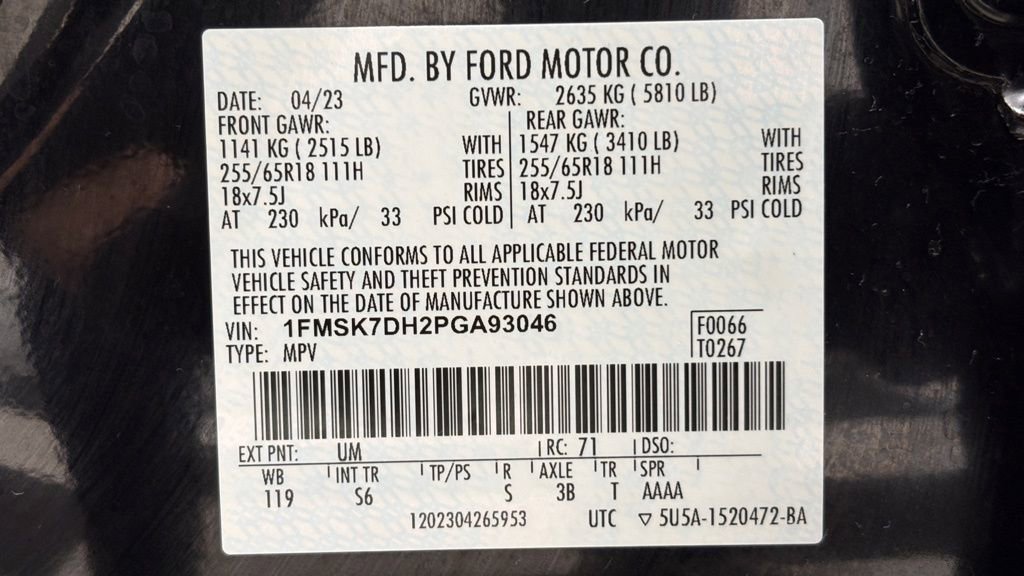 MFD. BY FORD MOTOR CO.
DATE: 04/23 GVWR: 2635 KG ( 5810 LB)
FRONT GAWR: REAR GAWR:
1141 KG ( 2515 LB) WITH 1547 KG ( 3410 LB) WITH
255/65R18 111H TIRES 255/65R18 111H TIRES
18x7.5J RIMS 18x7.5J RIMS
AT 230 kPa/ 33 PSI COLD AT 230 kPa/ 33 PSI COLD
THIS VEHICLE CONFORMS TO ALL APPLICABLE FEDERAL MOTOR
VEHICLE SAFETY AND THEFT PREVENTION STANDARDS IN
EFFECT ON THE DATE OF MANUFACTURE SHOWN ABOVE.
VIN: 1FMSK7DH2PGA93046 F0066
TYPE: MPV T0267
EXT PNT: UM RC: 71 DSO:
WB INT TR TP/PS R AXLE TR SPR
119 S6 S 3B T AAAA
1202304265953 UTC ▽ 5U5A-1520472-BA